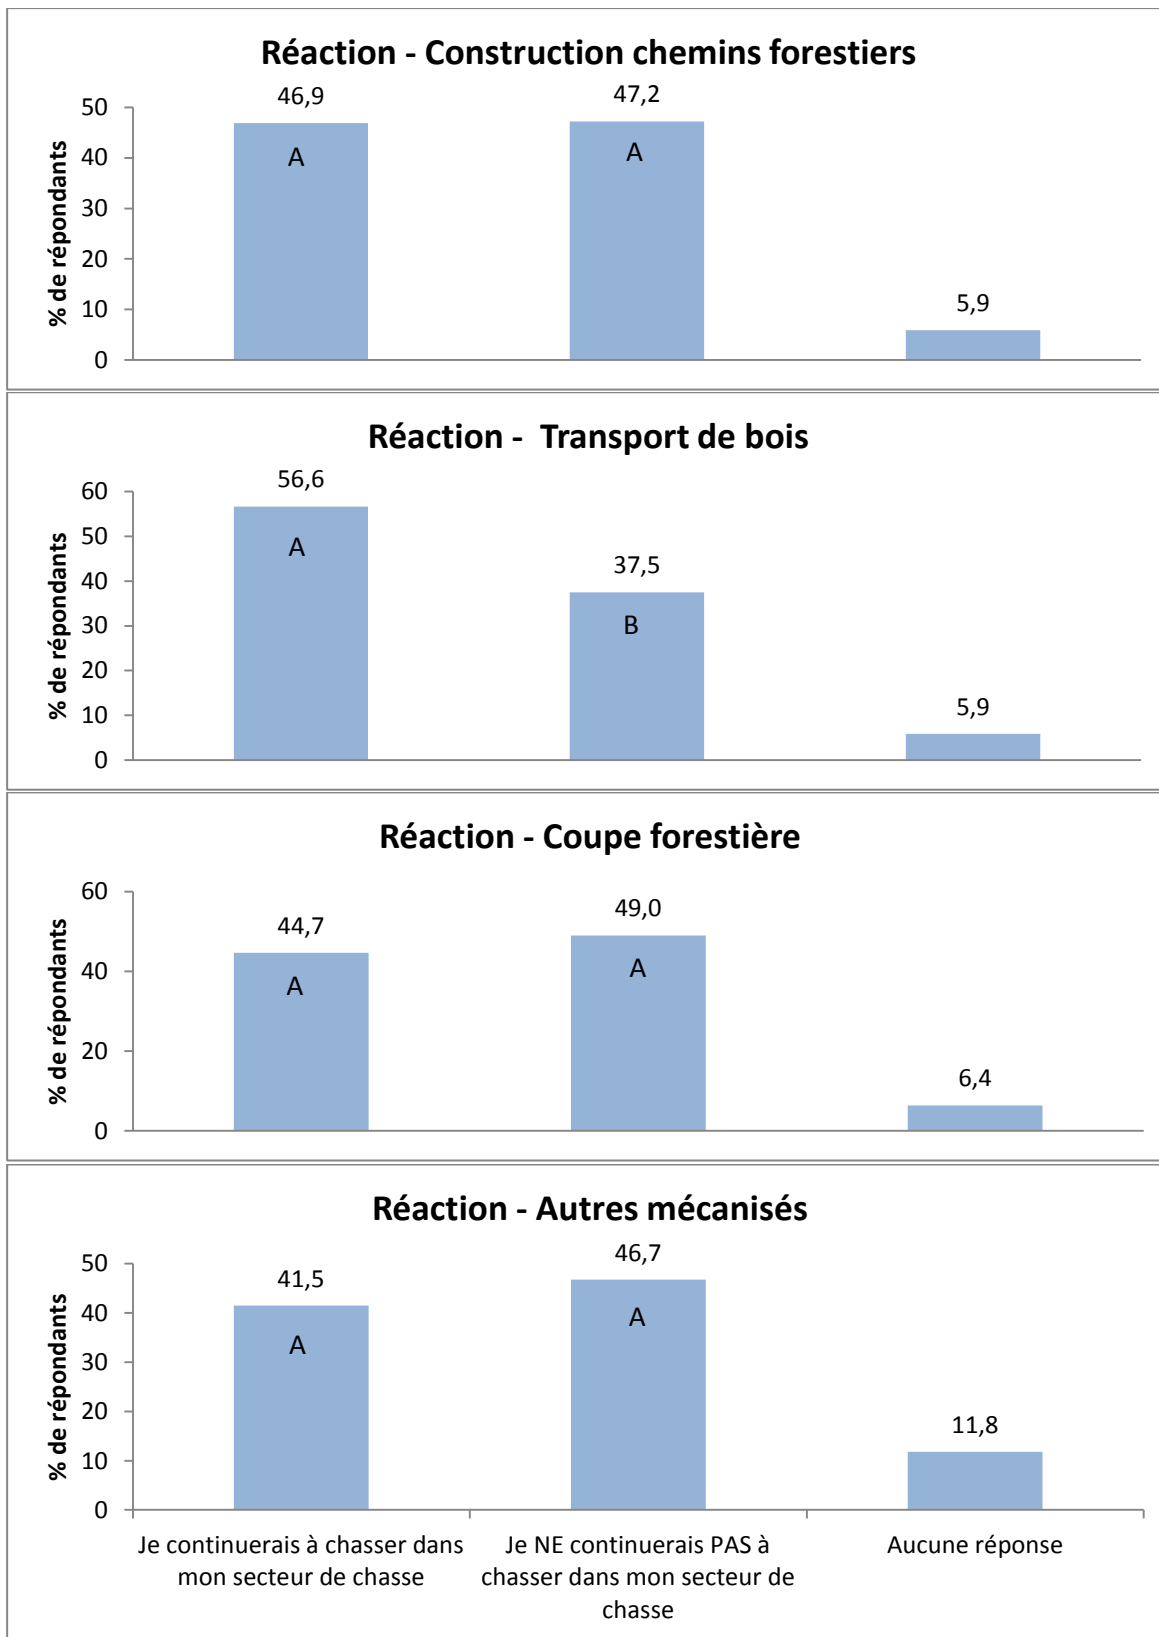 Réaction - Construction chemins forestiers
46,9
47,2
50
40
30
20
10
0
% de répondants
A
A
5,9
Réaction -  Transport de bois
56,6
60
50
40
30
20
10
0
% de répondants
A
37,5
B
5,9
Réaction - Coupe forestière
60
40
20
0
% de répondants
44,7
A
49,0
A
6,4
Réaction - Autres mécanisés
50
40
30
20
10
0
% de répondants
41,5
A
46,7
A
11,8
Je continuerais à chasser dans
mon secteur de chasse
Je NE continuerais PAS à
chasser dans mon secteur de
chasse
Aucune réponse